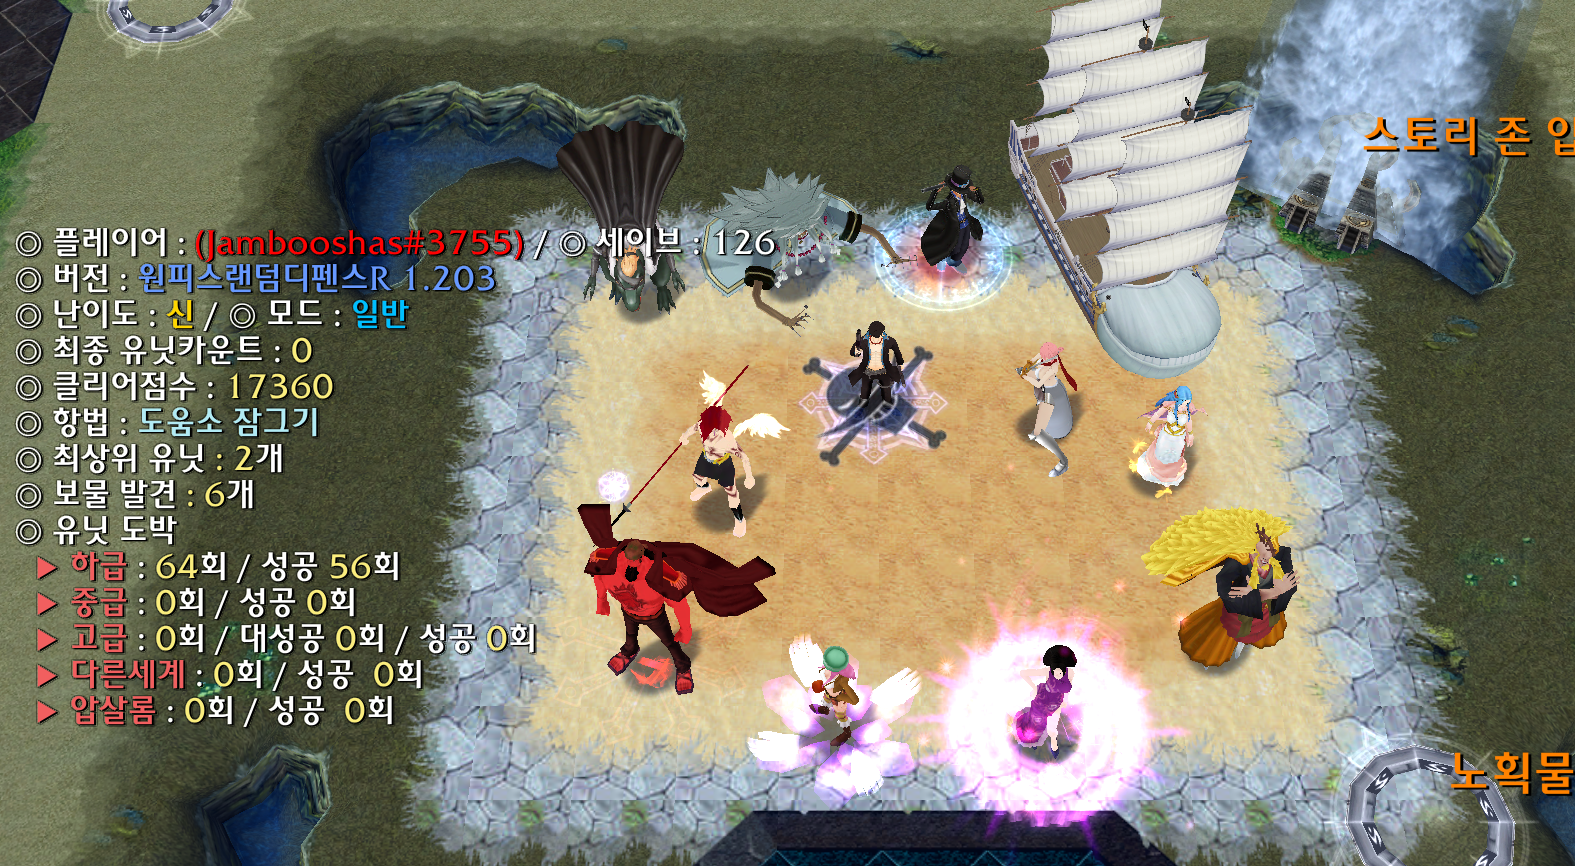 스토리 존 입
◎ 플레이어 : (Jambooshas#3755) / ◎ 세이브 : 126
◎ 버전 : 원피스랜덤디펜스R 1.203
◎ 난이도 : 신 / ◎ 모드 : 일반
◎ 최종 유닛카운트 : 0
◎ 클리어점수 : 17360
◎ 항법 : 도움소 잠그기
◎ 최상위 유닛 : 2개
◎ 보물 발견 : 6개
◎ 유닛 도박
▶ 하급 : 64회 / 성공 56회
▶ 중급 : 0회 / 성공 0회
▶ 고급 : 0회 / 대성공 0회 / 성공 0회
▶ 다른세계 : 0회 / 성공 0회
▶ 압살롬 : 0회 / 성공 0회
노회물